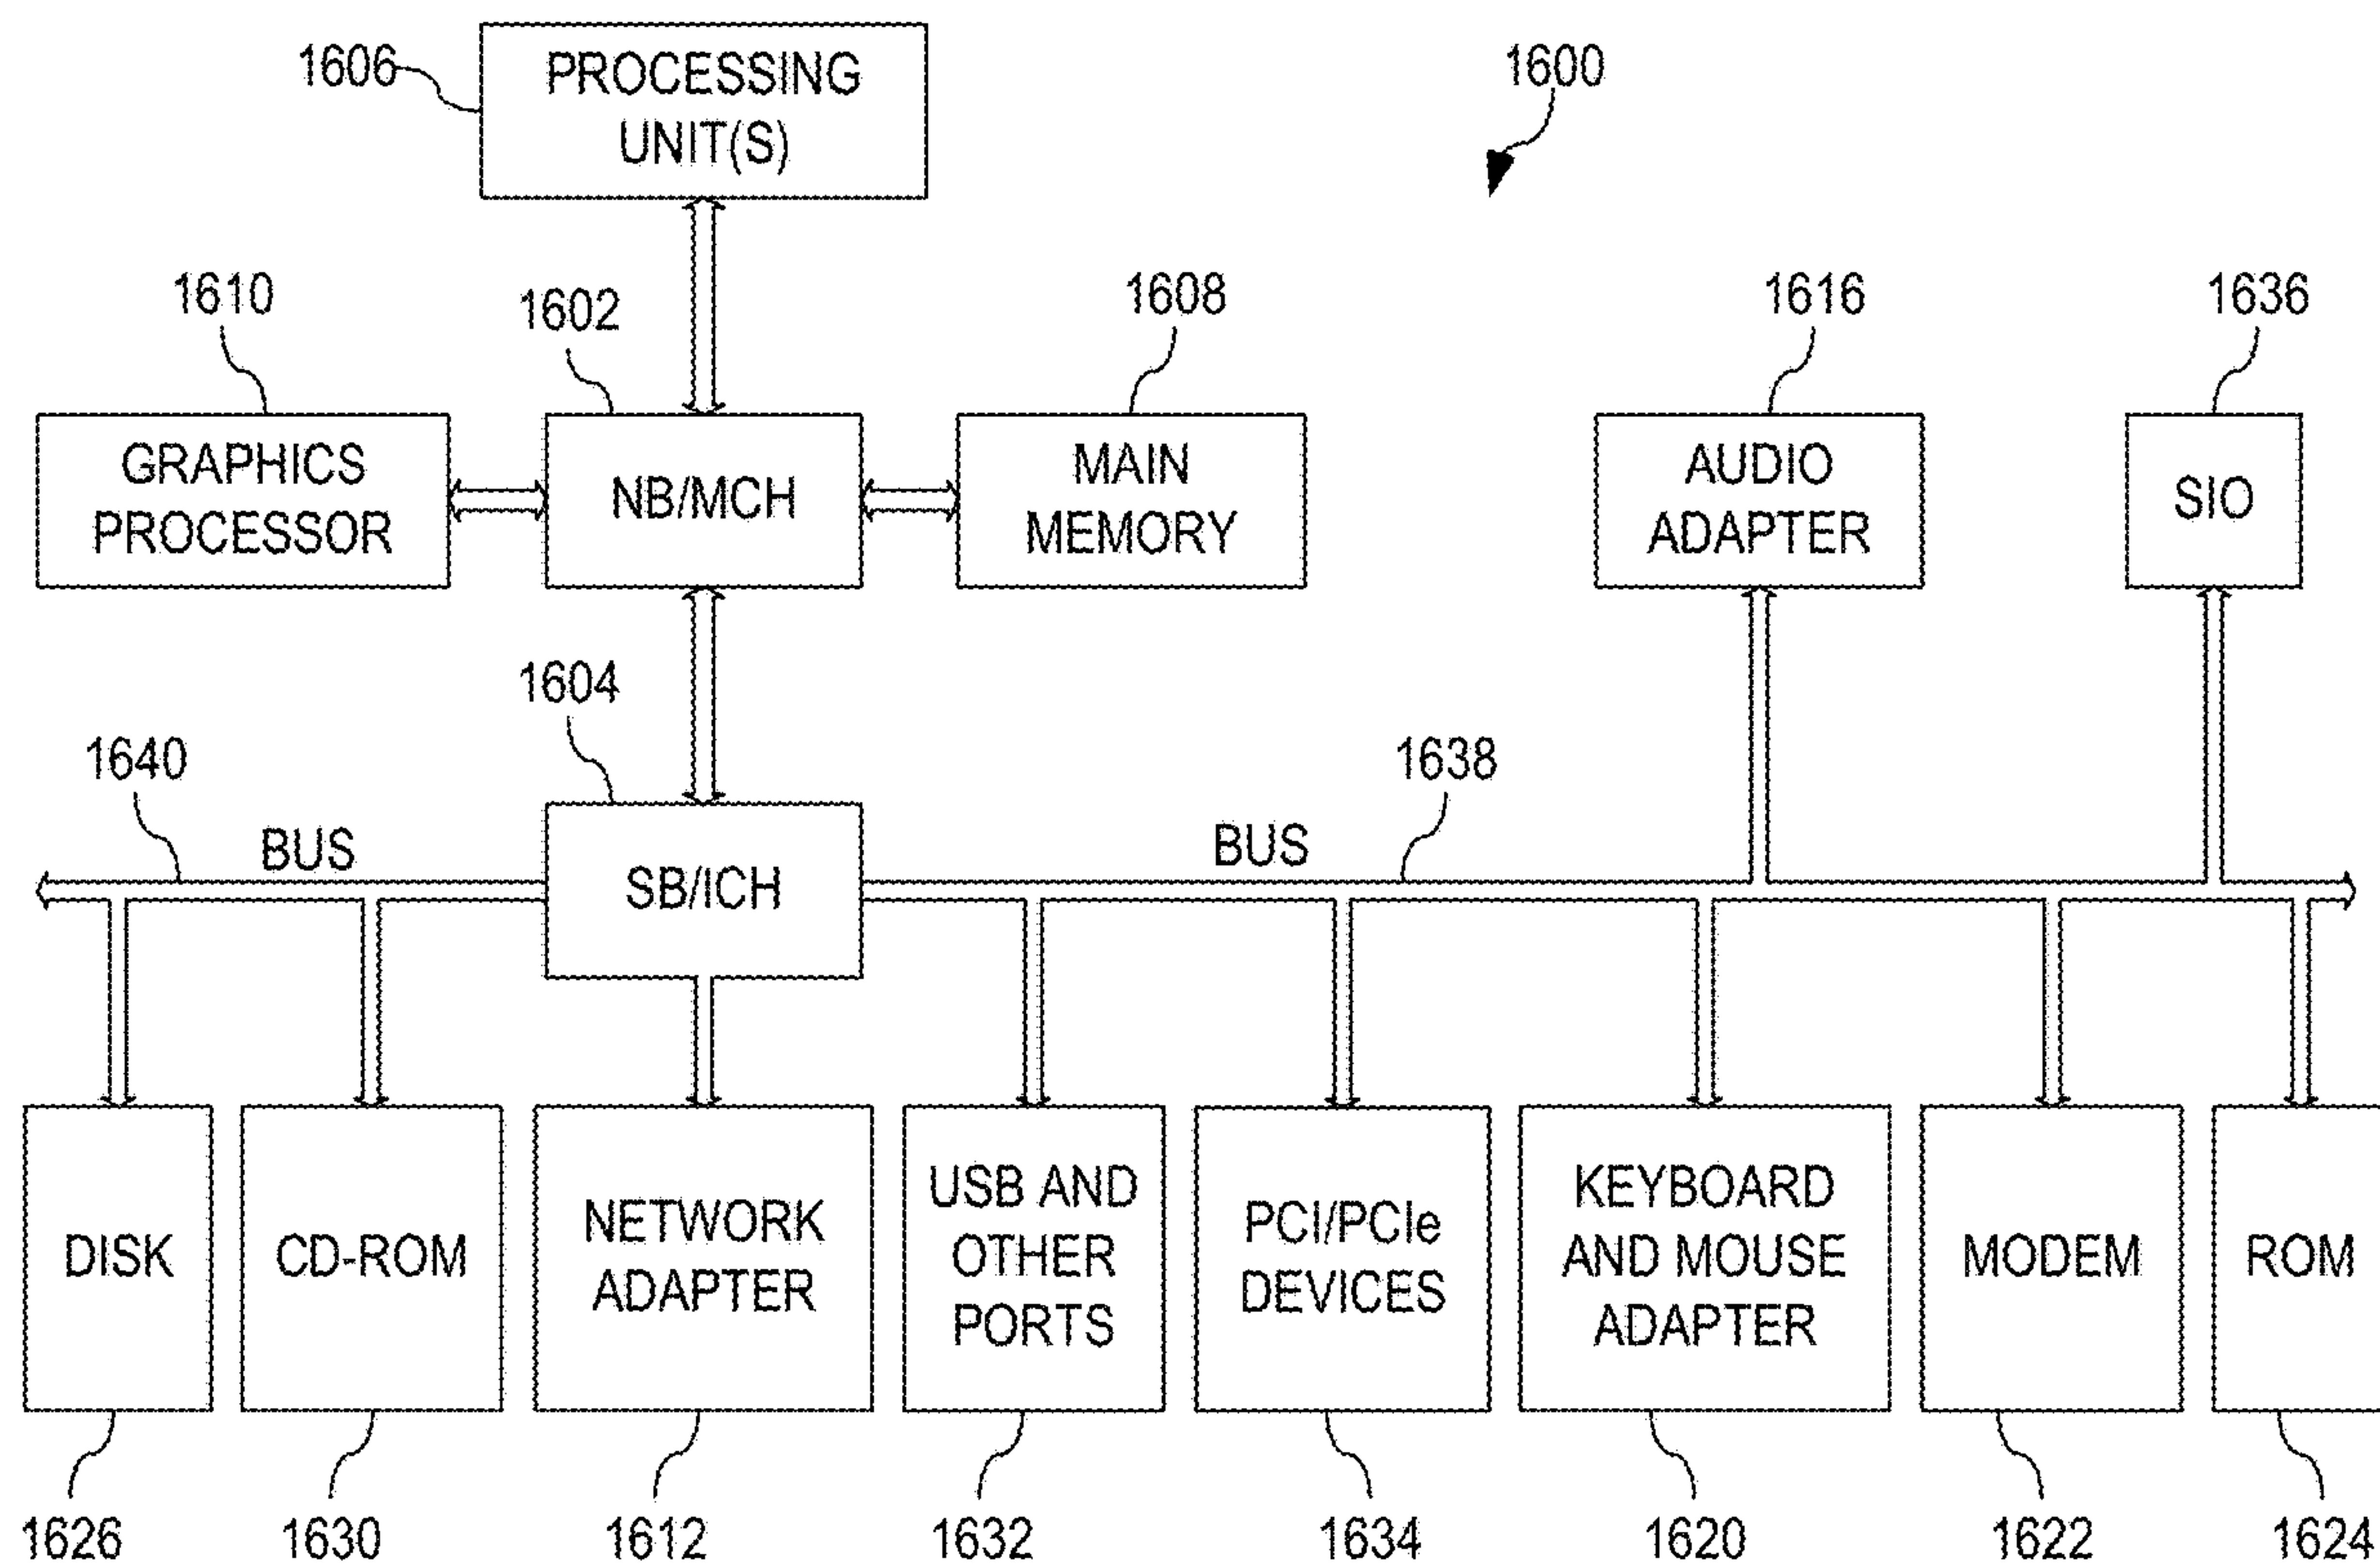 1606
PROCESSING
UNIT(S)
1600
1610
1602
1608
1616
1636
GRAPHICS
PROCESSOR
NB/MCH
MAIN
MEMORY
AUDIO
ADAPTER
SIO
1604
1640
1638
BUS
SB/ICH
BUS
DISK
CD-ROM
NETWORK
ADAPTER
USB AND
OTHER
PORTS
PCI/PCIe
DEVICES
KEYBOARD
AND MOUSE
ADAPTER
MODEM
ROM
1626
1630
1612
1632
1634
1620
1622
1624